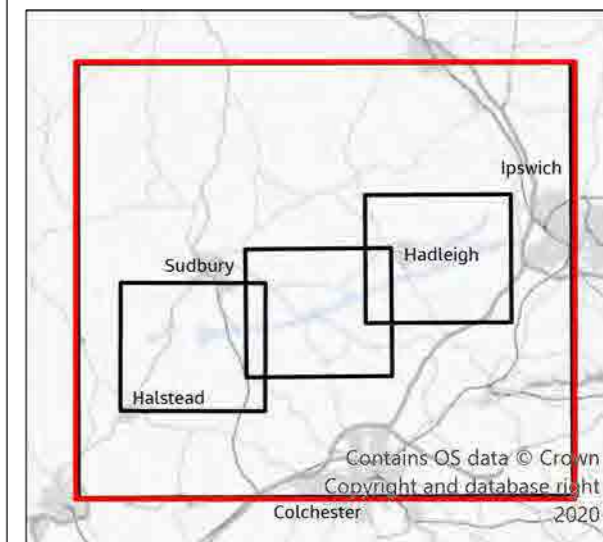 Ipswich
Sudbury
Hadleigh
Halstead
Contains OS data © Crown
Copyright and database right
2020
Colchester